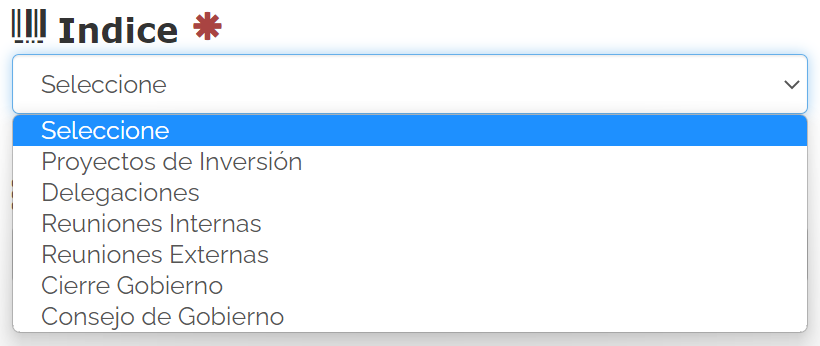 Indice *
Seleccione
Seleccione
Proyectos de Inversión
Delegaciones
Reuniones Internas
Reuniones Externas
Cierre Gobierno
Consejo de Gobierno